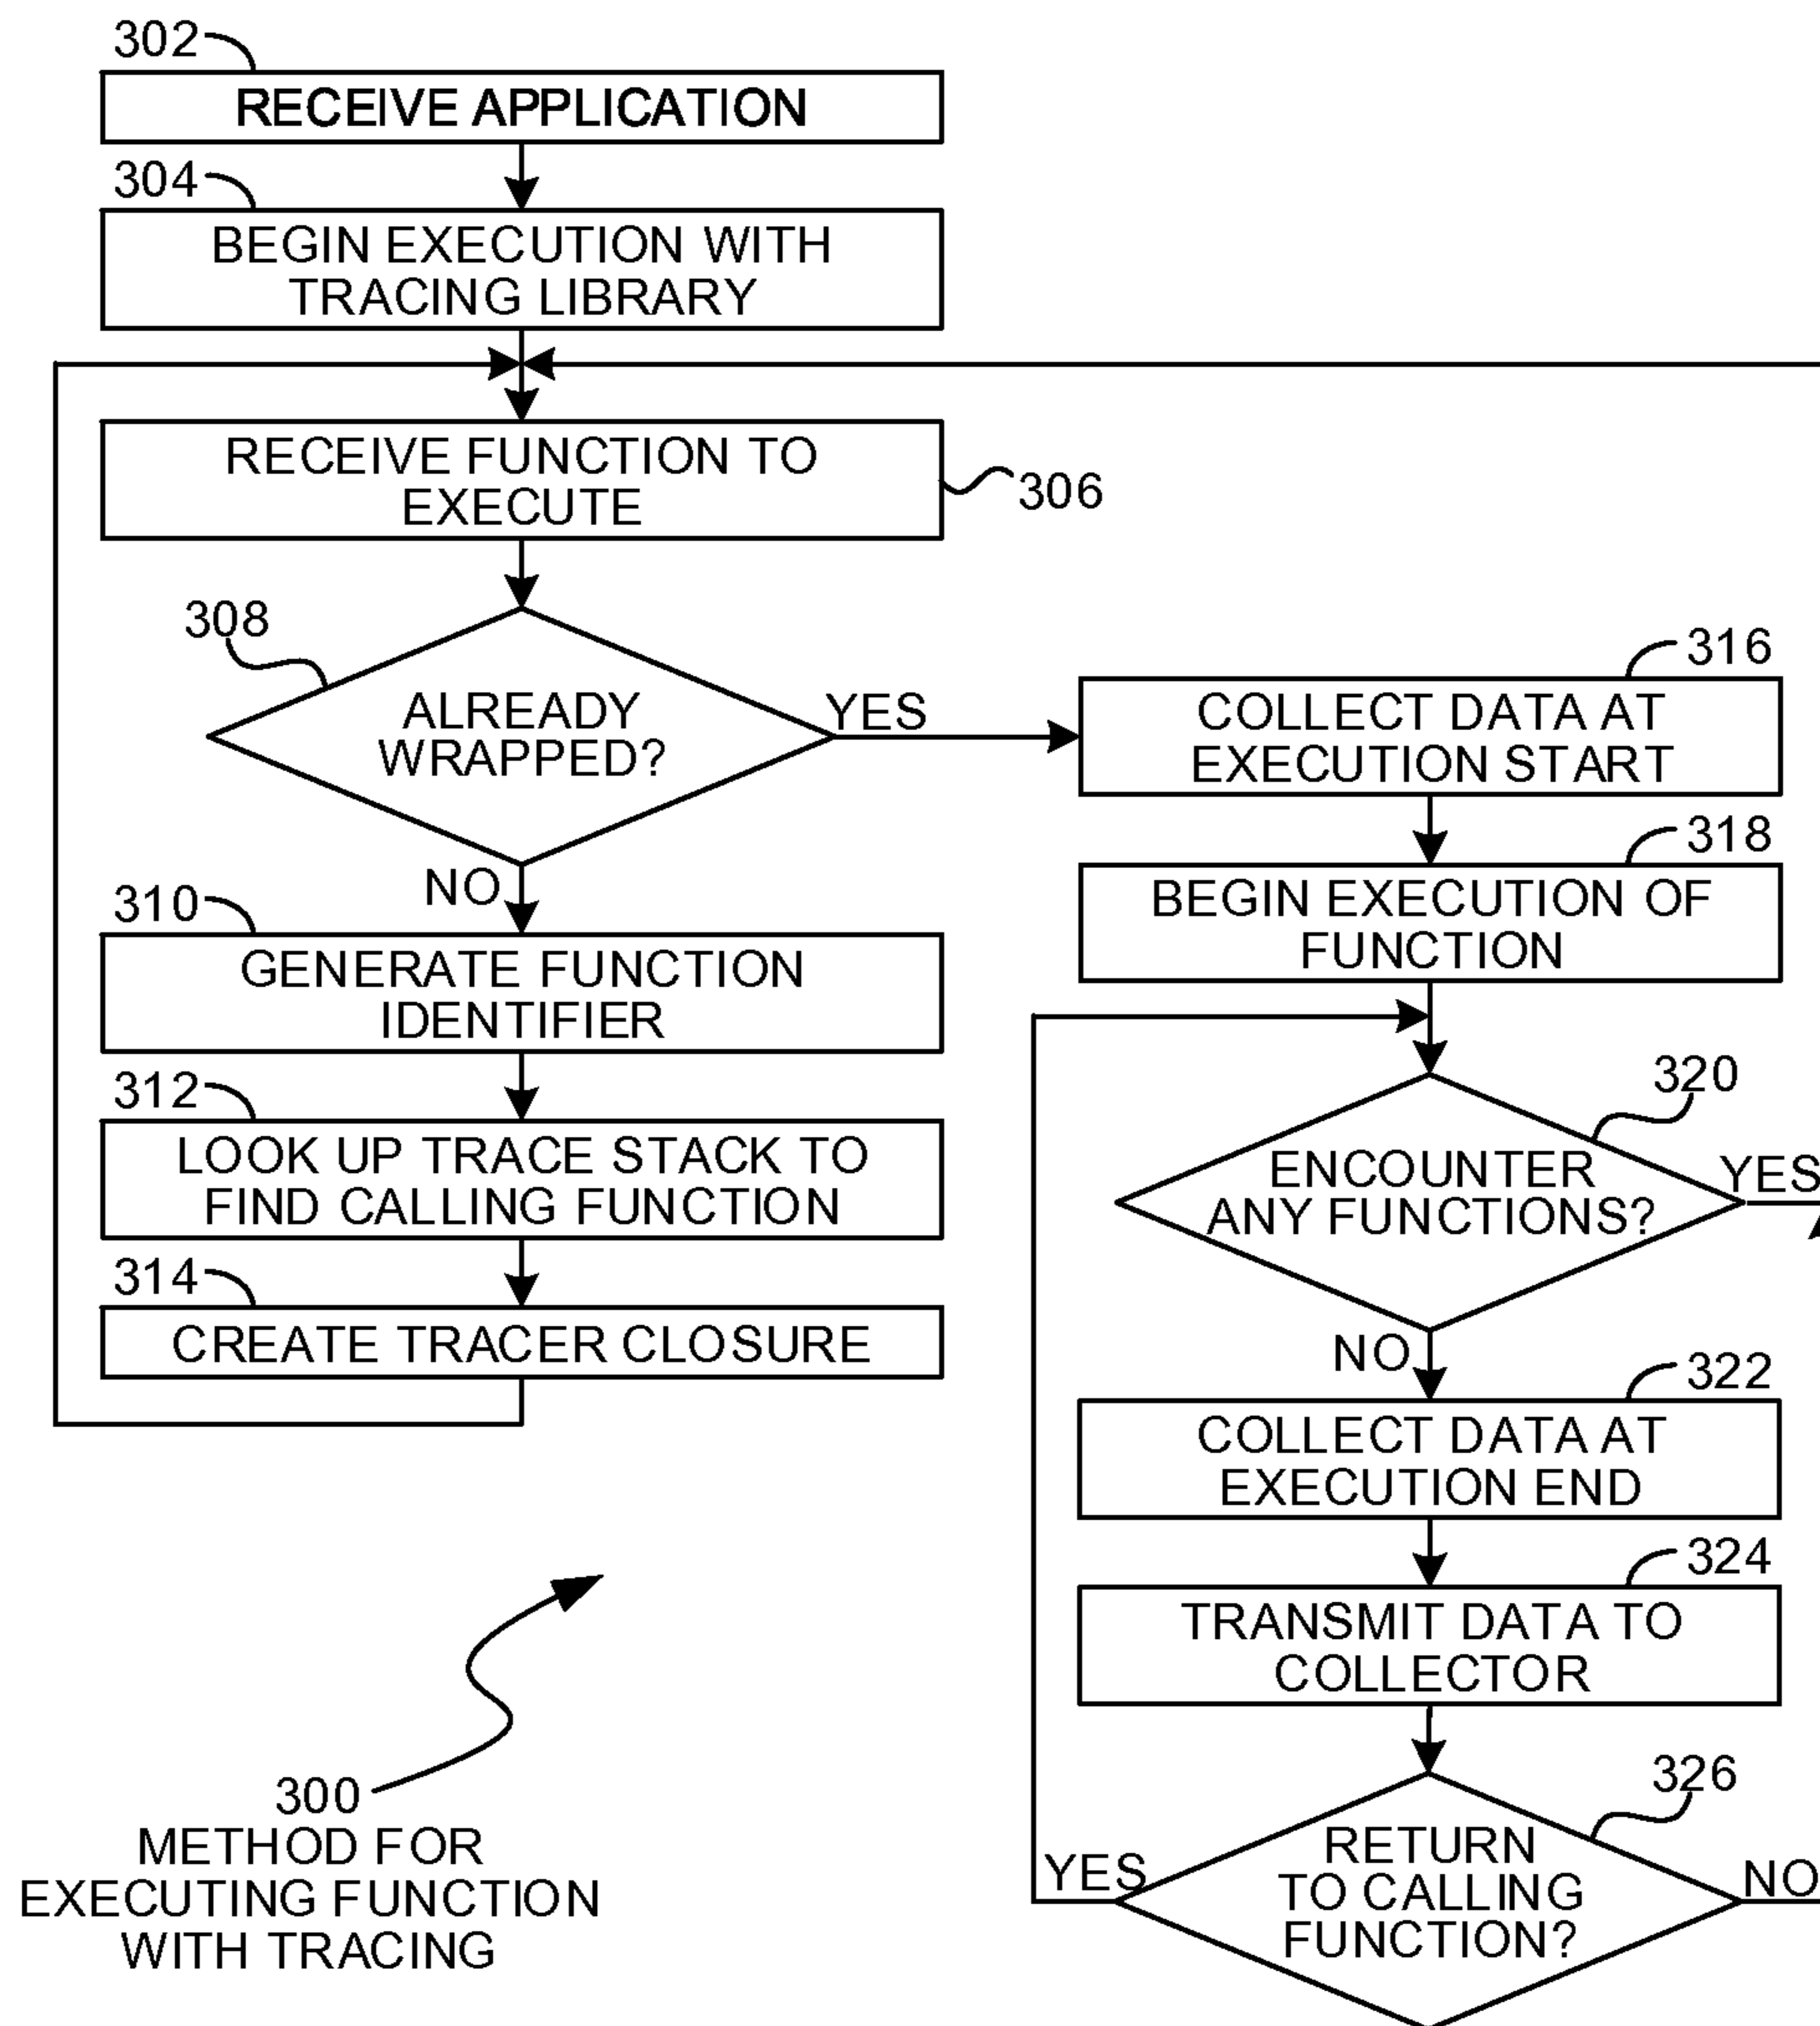 302
RECEIVE APPLICATION
304
BEGIN EXECUTION WITH
TRACING LIBRARY
RECEIVE FUNCTION TO
EXECUTE
306
308
ALREADY
WRAPPED?
YES
NO
310
GENERATE FUNCTION
IDENTIFIER
312
LOOK UP TRACE STACK TO
FIND CALLING FUNCTION
314
CREATE TRACER CLOSURE
316
COLLECT DATA AT
EXECUTION START
318
BEGIN EXECUTION OF
FUNCTION
320
ENCOUNTER
ANY FUNCTIONS?
YES
NO
322
COLLECT DATA AT
EXECUTION END
324
TRANSMIT DATA TO
COLLECTOR
326
RETURN
TO CALLING
FUNCTION?
YES
NO
300
METHOD FOR
EXECUTING FUNCTION
WITH TRACING